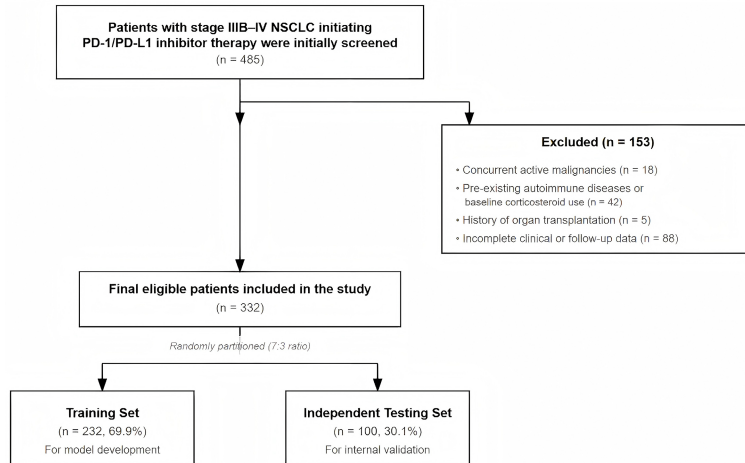 Patients with stage IIIB–IV NSCLC initiating
PD-1/PD-L1 inhibitor therapy were initially screened
(n = 485)
Excluded (n = 153)
• Concurrent active malignancies (n = 18)
• Pre-existing autoimmune diseases or
baseline corticosteroid use (n = 42)
• History of organ transplantation (n = 5)
• Incomplete clinical or follow-up data (n = 88)
Final eligible patients included in the study
(n = 332)
Randomly partitioned (7:3 ratio)
Training Set
(n = 232, 69.9%)
For model development
Independent Testing Set
(n = 100, 30.1%)
For internal validation